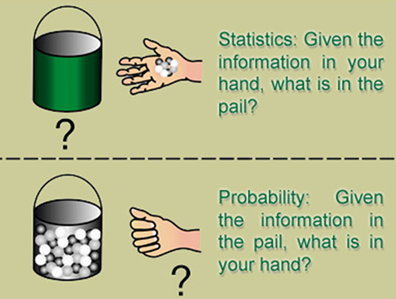 Statistics: Given the
information in your
hand, what is in the
pail?
?
Probability: Given
the information in
the pail, what is in
your hand?
?